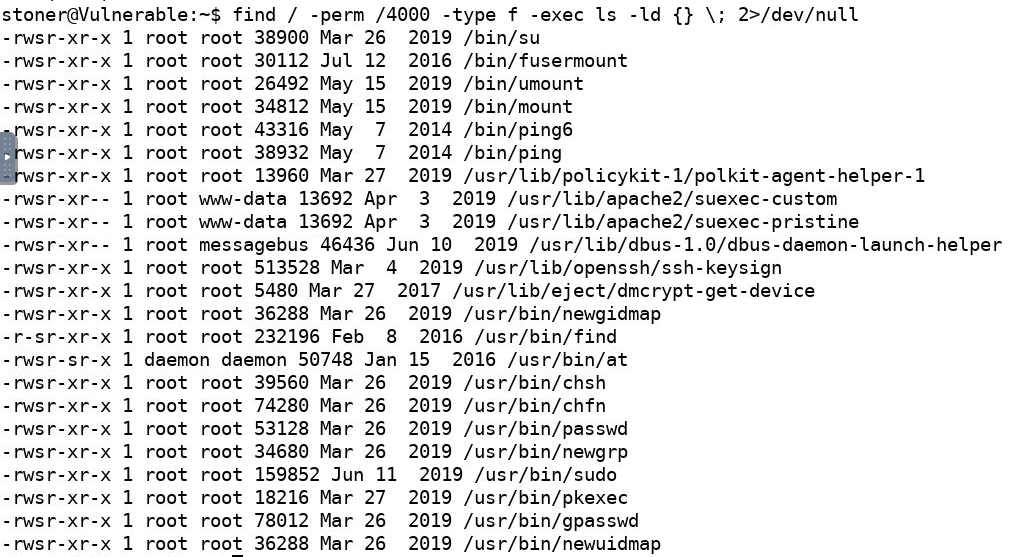 stoner@Vulnerable:~$ find / -perm /4000 -type f -exec ls -ld {} \; 2>/dev/null
-rwsr-xr-x 1 root root 38900 Mar 26  2019 /bin/su
-rwsr-xr-x 1 root root 30112 Jul 12  2016 /bin/fusermount
-rwsr-xr-x 1 root root 26492 May 15  2019 /bin/umount
-rwsr-xr-x 1 root root 34812 May 15  2019 /bin/mount
-rwsr-xr-x 1 root root 43316 May  7  2014 /bin/ping6
-rwsr-xr-x 1 root root 38932 May  7  2014 /bin/ping
-rwsr-xr-x 1 root root 13960 Mar 27  2019 /usr/lib/policykit-1/polkit-agent-helper-1
-rwsr-xr-- 1 root www-data 13692 Apr  3  2019 /usr/lib/apache2/suexec-custom
-rwsr-xr-- 1 root www-data 13692 Apr  3  2019 /usr/lib/apache2/suexec-pristine
-rwsr-xr-- 1 root messagebus 46436 Jun 10  2019 /usr/lib/dbus-1.0/dbus-daemon-launch-helper
-rwsr-xr-x 1 root root 513528 Mar  4  2019 /usr/lib/openssh/ssh-keysign
-rwsr-xr-x 1 root root 5480 Mar 27  2017 /usr/lib/eject/dmcrypt-get-device
-rwsr-xr-x 1 root root 36288 Mar 26  2019 /usr/bin/newgidmap
-r-sr-xr-x 1 root root 232196 Feb  8  2016 /usr/bin/find
-rwsr-sr-x 1 daemon daemon 50748 Jan 15  2016 /usr/bin/at
-rwsr-xr-x 1 root root 39560 Mar 26  2019 /usr/bin/chsh
-rwsr-xr-x 1 root root 74280 Mar 26  2019 /usr/bin/chfn
-rwsr-xr-x 1 root root 53128 Mar 26  2019 /usr/bin/passwd
-rwsr-xr-x 1 root root 34680 Mar 26  2019 /usr/bin/newgrp
-rwsr-xr-x 1 root root 159852 Jun 11  2019 /usr/bin/sudo
-rwsr-xr-x 1 root root 18216 Mar 27  2019 /usr/bin/pkexec
-rwsr-xr-x 1 root root 78012 Mar 26  2019 /usr/bin/gpasswd
-rwsr-xr-x 1 root root 36288 Mar 26  2019 /usr/bin/newuidmap